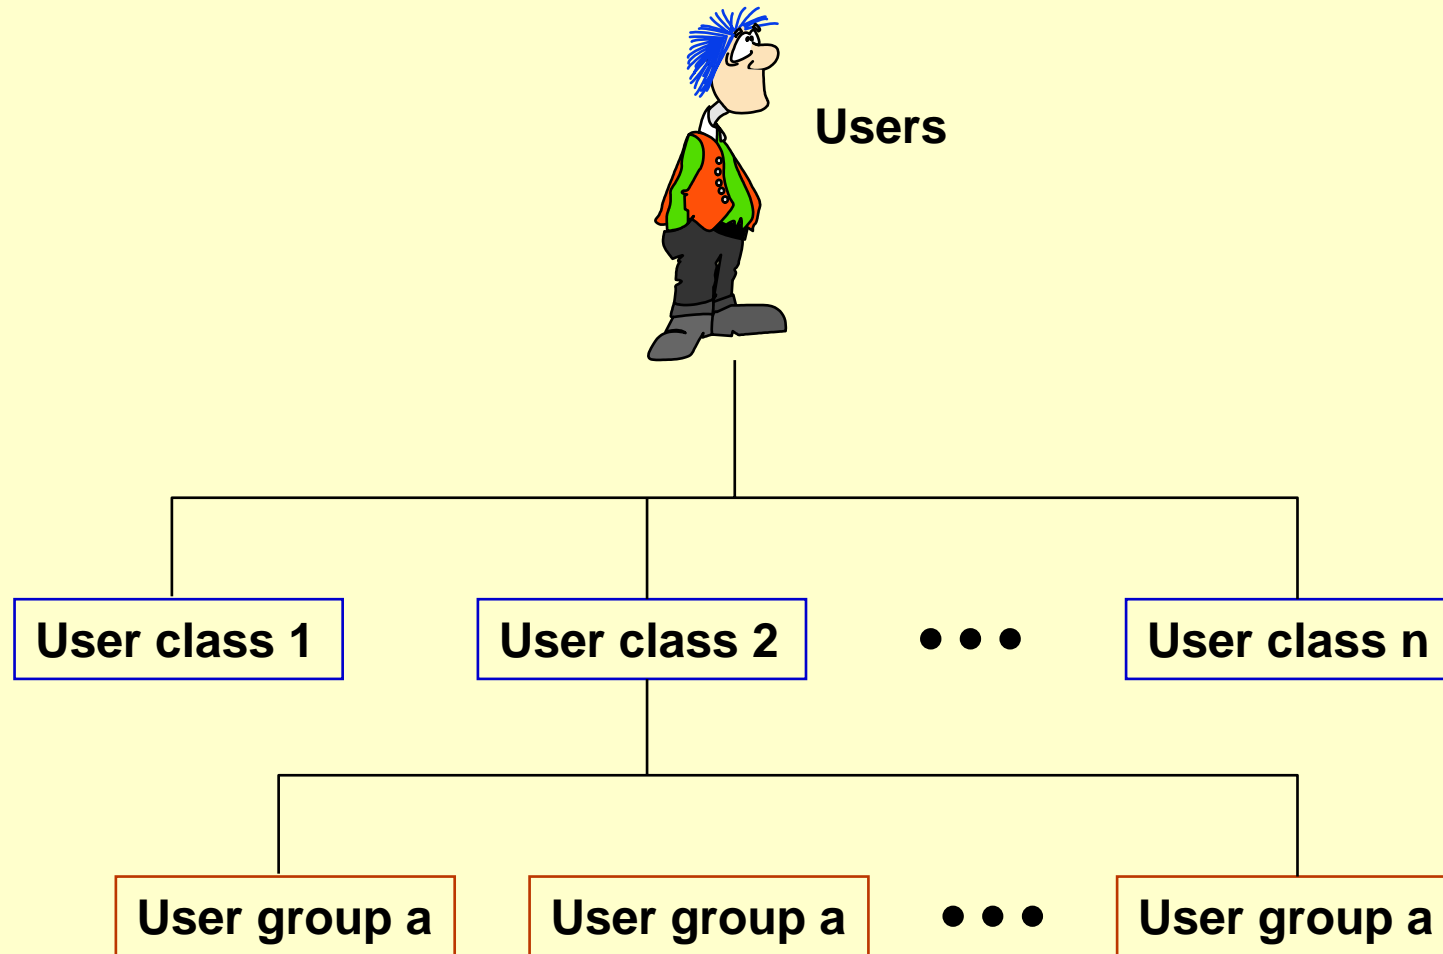 Users
User class 1
User class 2
• • •
User class n
User group a
User group a
• • •
User group a